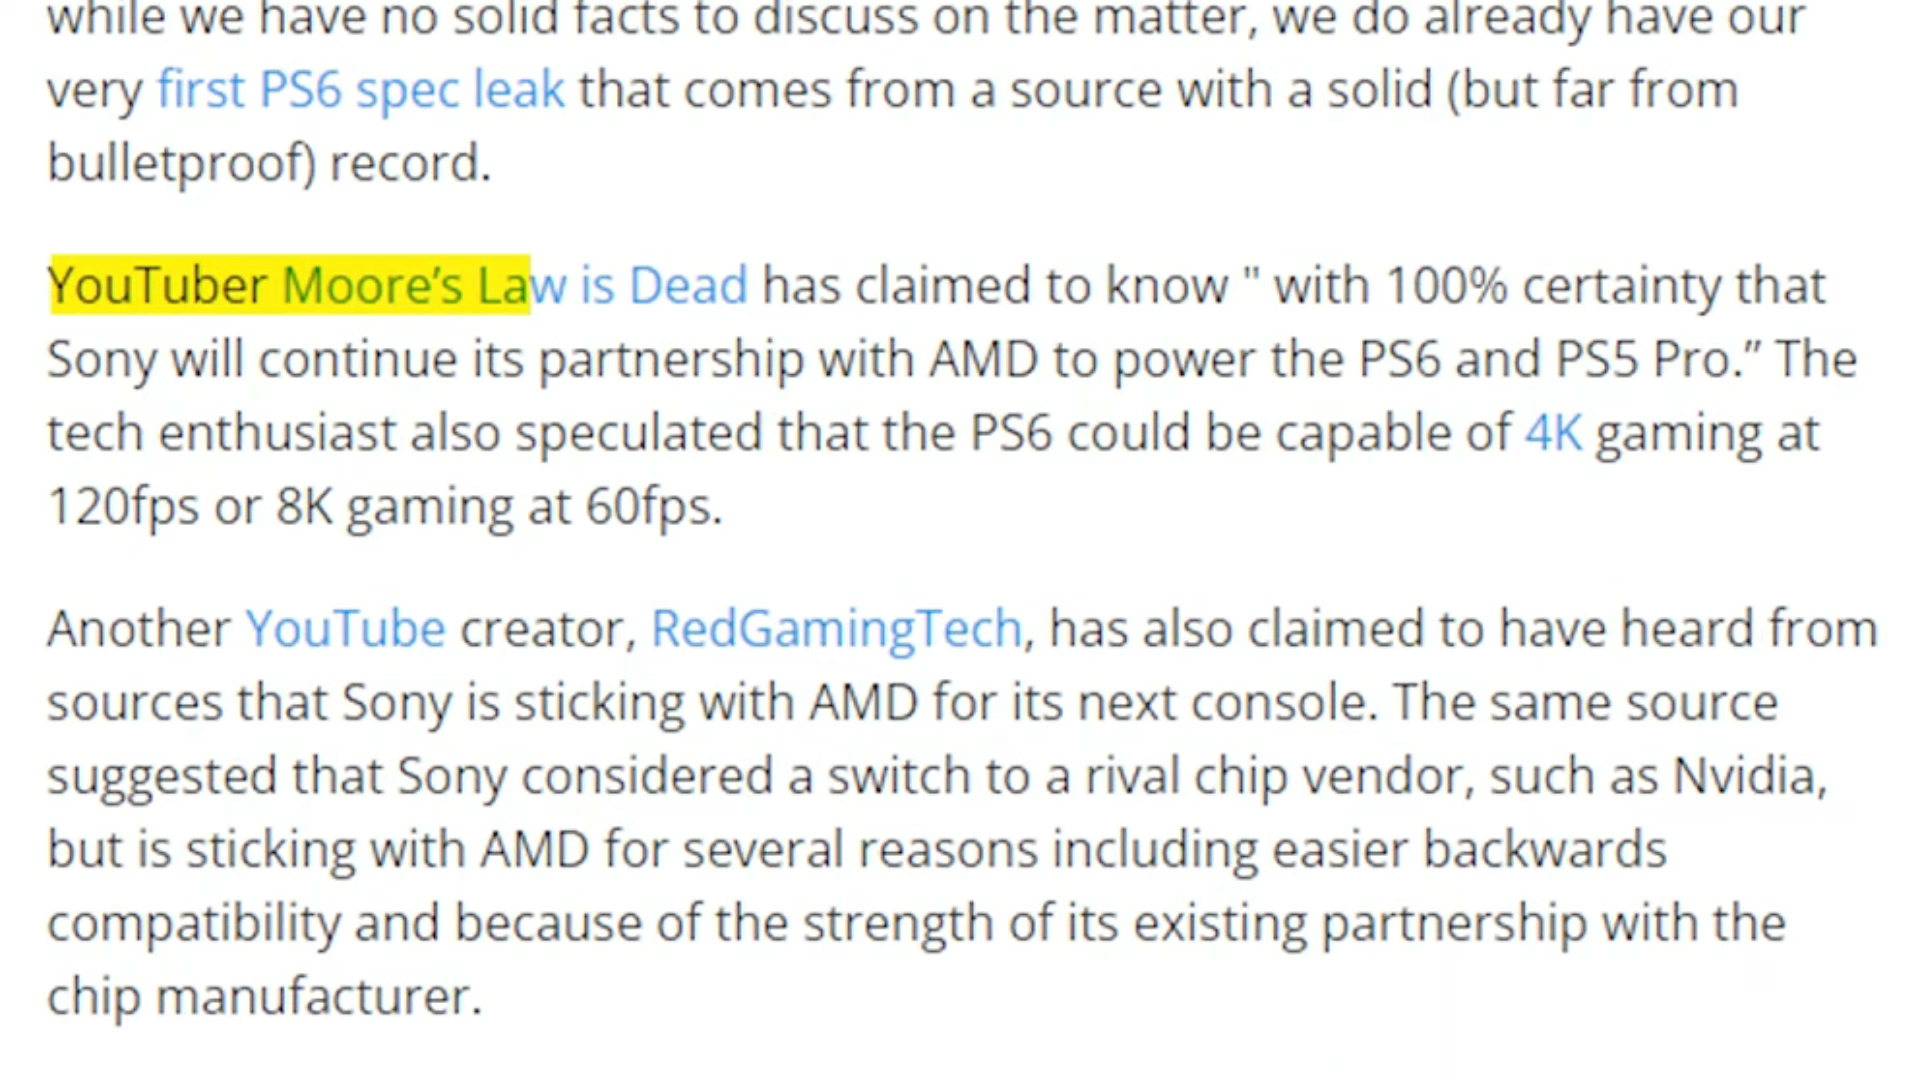 while we have no solid facts to discuss on the matter, we do already have our
very first PS6 spec leak that comes from a source with a solid (but far from
bulletproof) record.
YouTuber Moore’s Law is Dead has claimed to know " with 100% certainty that
Sony will continue its partnership with AMD to power the PS6 and PS5 Pro.” The
tech enthusiast also speculated that the PS6 could be capable of 4K gaming at
120fps or 8K gaming at 60fps.
Another YouTube creator, RedGamingTech, has also claimed to have heard from
sources that Sony is sticking with AMD for its next console. The same source
suggested that Sony considered a switch to a rival chip vendor, such as Nvidia,
but is sticking with AMD for several reasons including easier backwards
compatibility and because of the strength of its existing partnership with the
chip manufacturer.